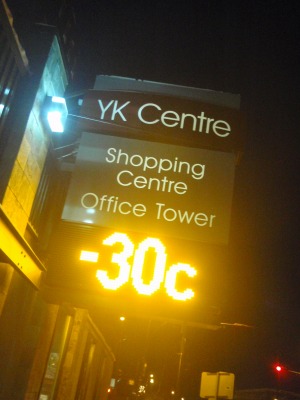 YK Centre
Shopping
Centre
Office Tower
-30c